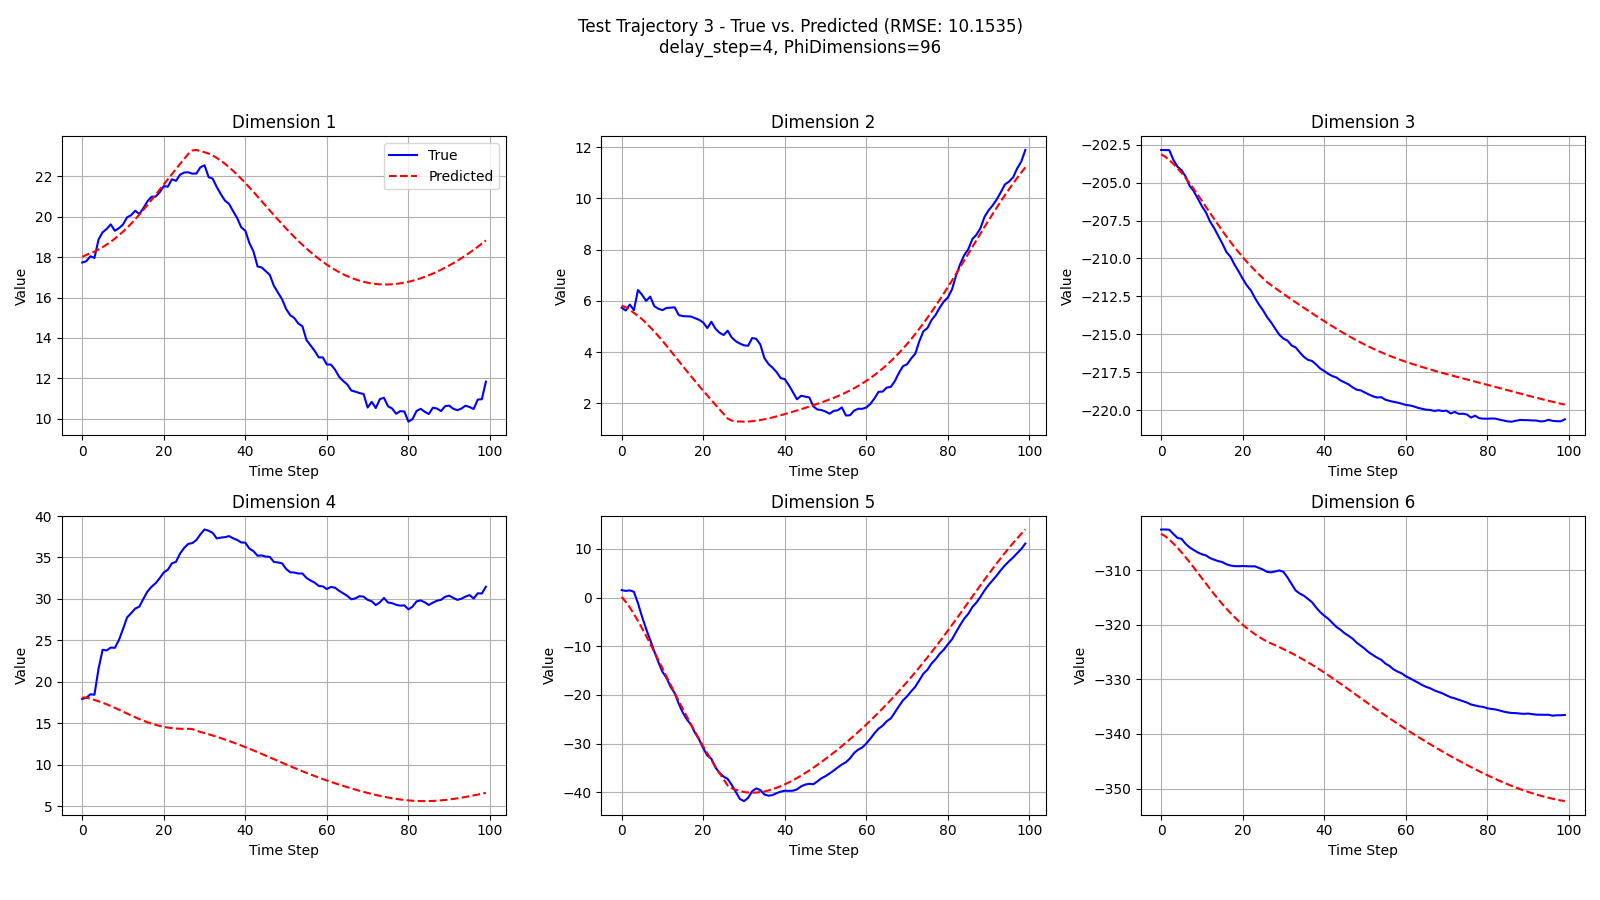 Test Trajectory 3 - True vs. Predicted (RMSE: 10.1535)
delay_step=4, PhiDimensions=96
Dimension 1
Value
22
20
18
16
14
12
10
0 20 40 60 80 100
Time Step
True
Predicted
Dimension 2
Value
12
10
8
6
4
2
0 20 40 60 80 100
Time Step
Dimension 3
Value
−202.5
−205.0
−207.5
−210.0
−212.5
−215.0
−217.5
−220.0
0 20 40 60 80 100
Time Step
Dimension 4
Value
40
35
30
25
20
15
10
5
0 20 40 60 80 100
Time Step
Dimension 5
Value
10
0
−10
−20
−30
−40
0 20 40 60 80 100
Time Step
Dimension 6
Value
−310
−320
−330
−340
−350
0 20 40 60 80 100
Time Step